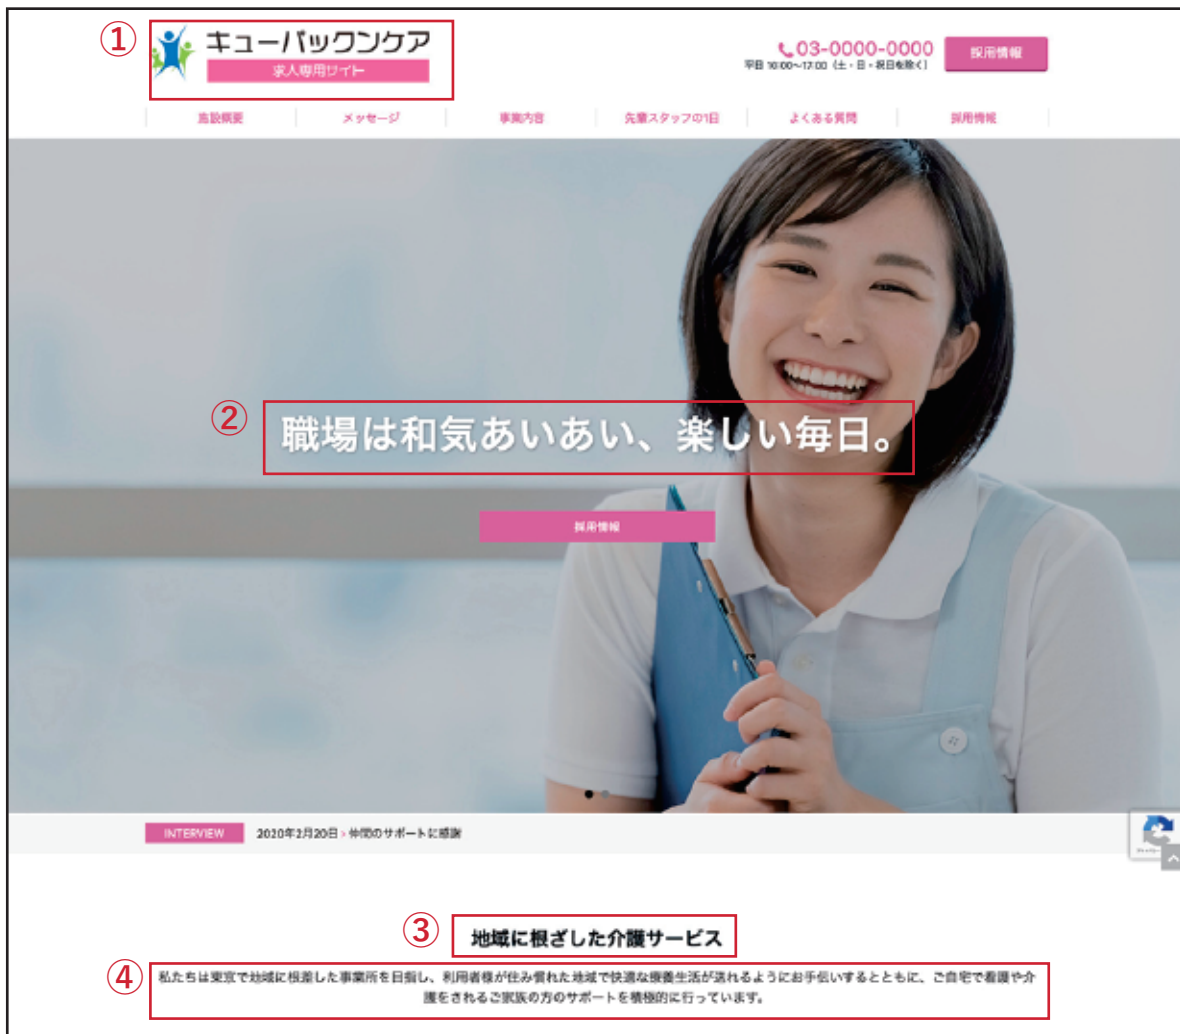 ①
キューバックンケア
求人専用サイト
03-0000-0000
平日 10:00〜17:00（土・日・祝日を除く）
採用情報
施設概要
メッセージ
事業内容
先輩スタッフの1日
よくある質問
採用情報
②
職場は和気あいあい、楽しい毎日。
採用情報
INTERVIEW
2020年2月20日 > 仲間のサポートに感謝
③
地域に根ざした介護サービス
④
私たちは東京で地域に根差した事業所を目指し、利用者様が住み慣れた地域で快適な療養生活が送れるようにお手伝いするとともに、ご自宅で看護や介
護をされるご家族の方のサポートを積極的に行っています。